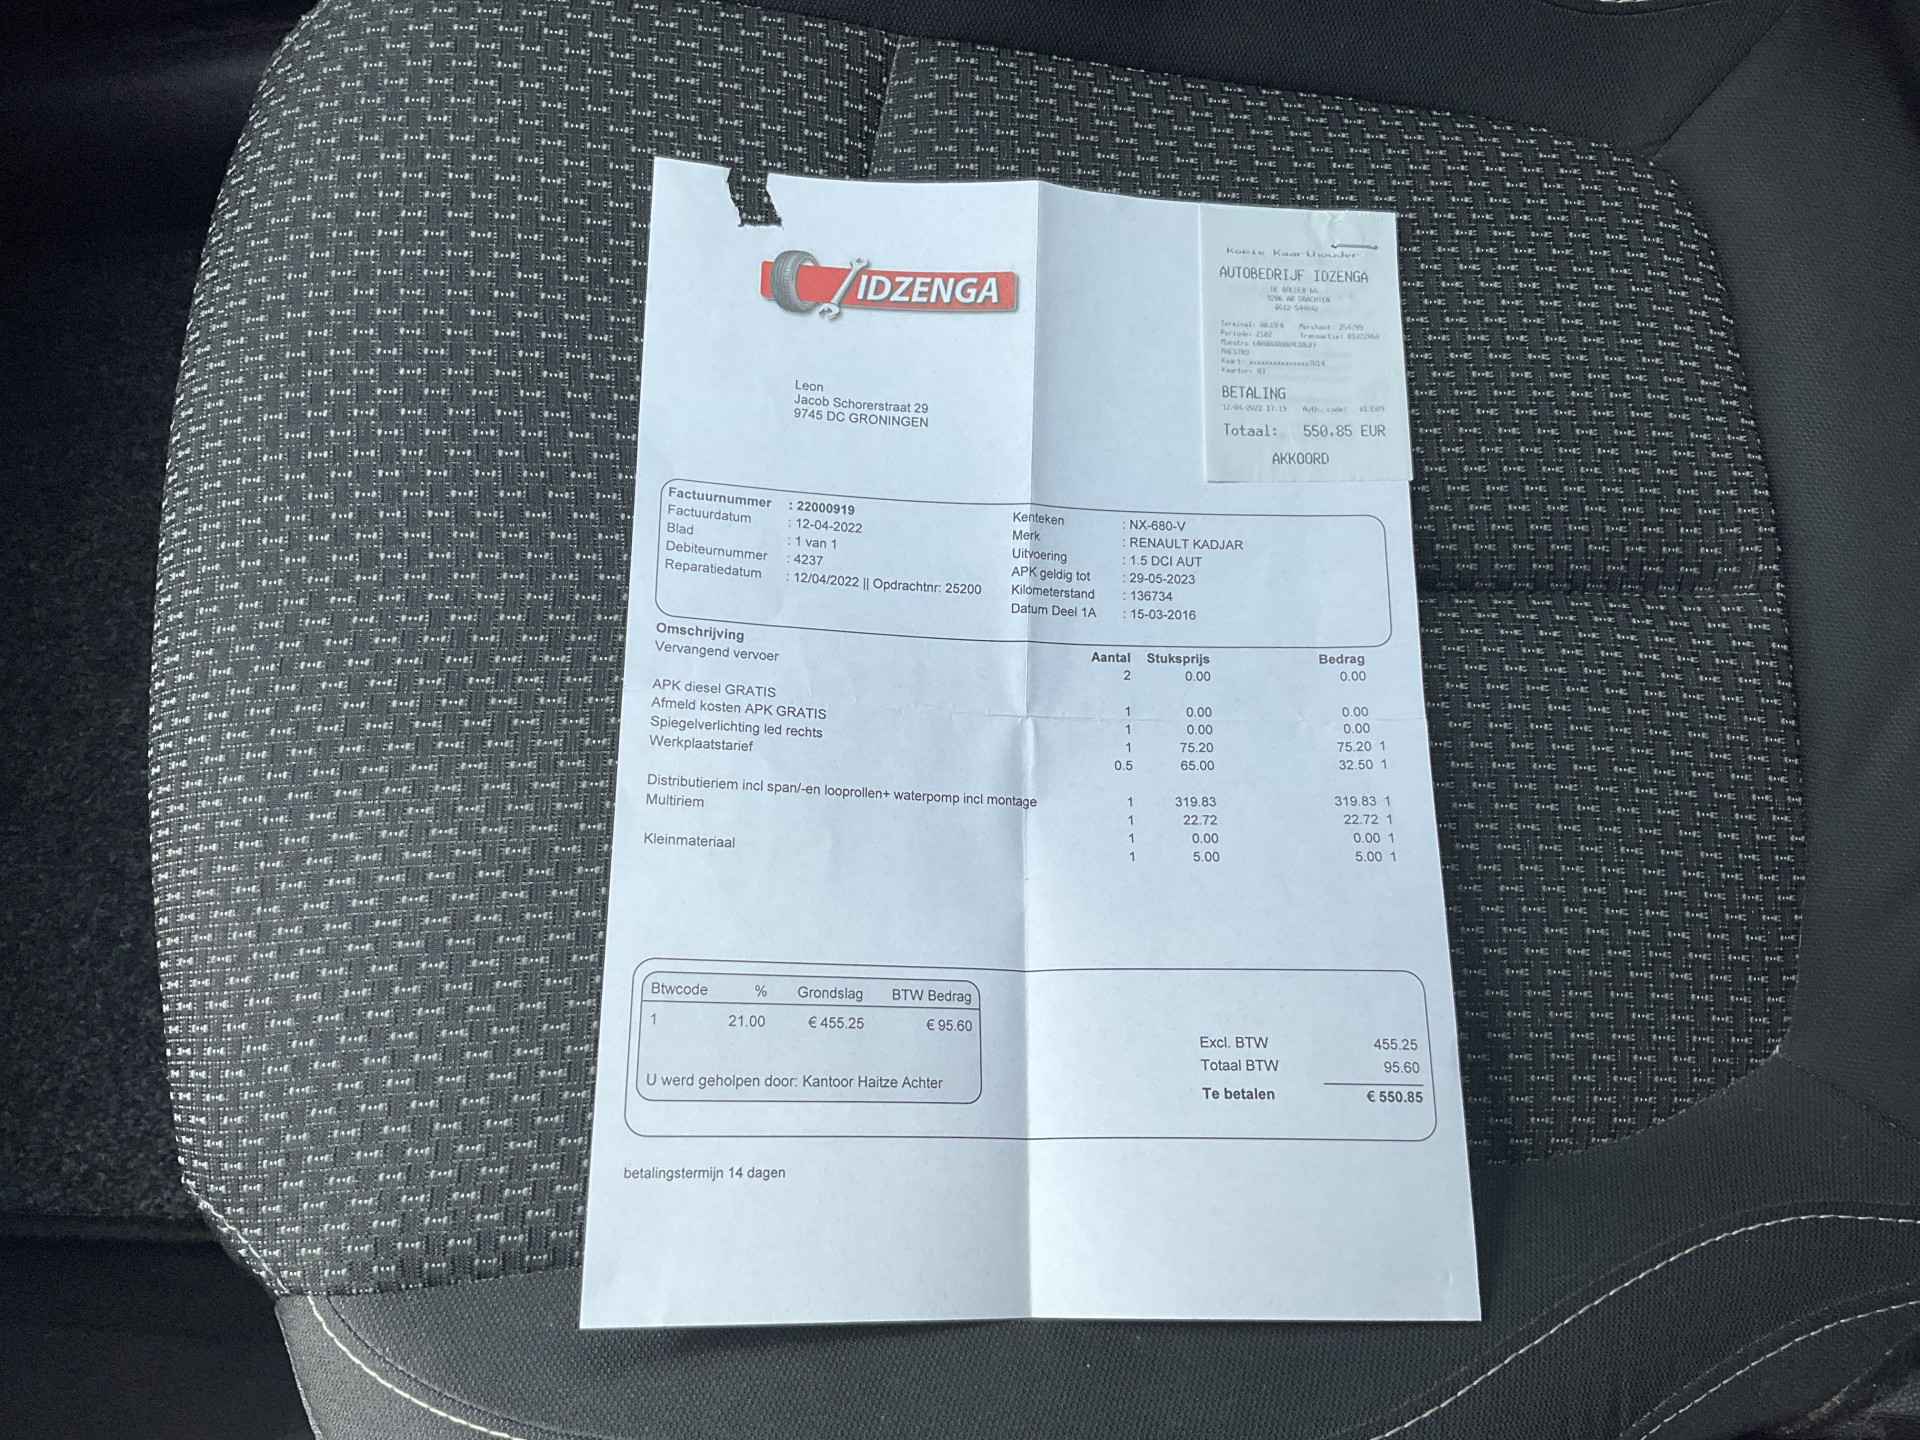 IDZENGA
Kopie Kaarthouder
AUTOBEDRIJF IDZENGA
BETALING
Totaal: 550.85 EUR
AKKOORD
Leon
Jacob Schorerstraat 29
9745 DC GRONINGEN
Factuurnummer : 22000919
Factuurdatum : 12-04-2022
Blad : 1 van 1
Debiteurnummer : 4237
Reparatiedatum : 12/04/2022 || Opdrachtnr: 25200
Kenteken : NX-680-V
Merk : RENAULT KADJAR
Uitvoering : 1.5 DCI AUT
APK geldig tot : 29-05-2023
Kilometerstand : 136734
Datum Deel 1A : 15-03-2016
Omschrijving Aantal Stuksprijs Bedrag
Vervangend vervoer 2 0.00 0.00
APK diesel GRATIS 1 0.00 0.00
Afmeld kosten APK GRATIS 1 0.00 0.00
Spiegelverlichting led rechts 1 75.20 75.20 1
Werkplaatstarief 0.5 65.00 32.50 1
Distributieriem incl span/-en looprollen+ waterpomp incl montage 1 319.83 319.83 1
Multiriem 1 22.72 22.72 1
1 0.00 0.00 1
Kleinmateriaal 1 5.00 5.00 1
Btwcode % Grondslag BTW Bedrag
1 21.00 € 455.25 € 95.60
U werd geholpen door: Kantoor Haitze Achter
Excl. BTW 455.25
Totaal BTW 95.60
Te betalen € 550.85
betalingstermijn 14 dagen